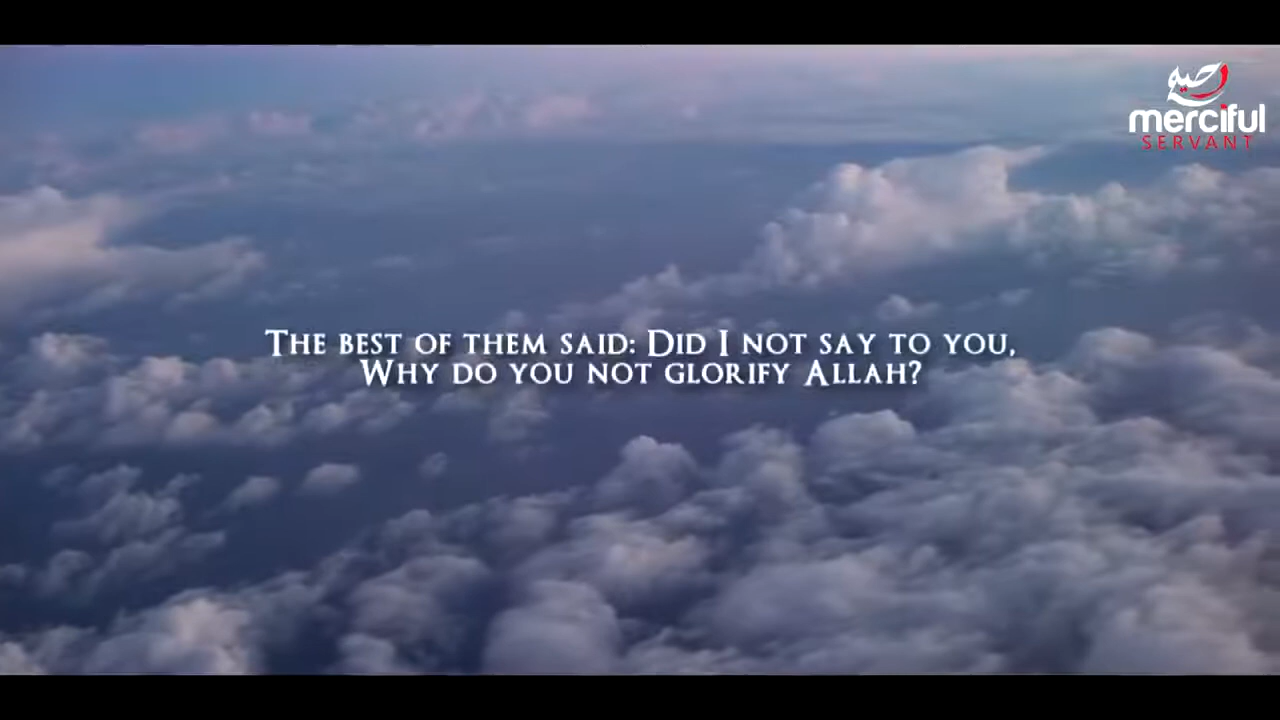 merciful
SERVANT
The best of them said: Did I not say to you,
Why do you not glorify Allah?